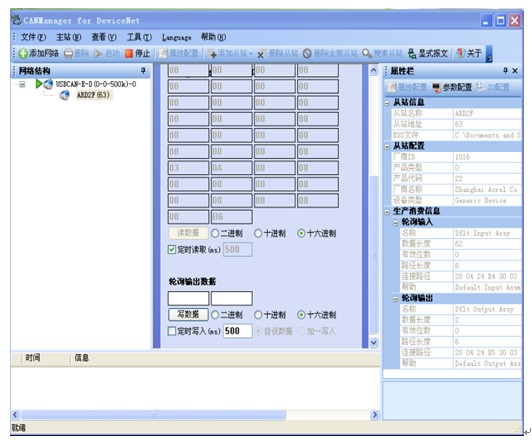 CANManager for DeviceNet
文件(F) 主站(M) 查看(V) 工具(T) Language 帮助(H)
添加网络 删除 启动 停止 属性配置 添加从站 删除从站 删除全部从站 搜索从站 显式报文 关于
网络结构
USBCAN-E-D(0-0-500k)-0
ARD2F(63)
00 00 00 00
00 00 00 00
00 00 00 00
00 00 00 00
00 00 00 00
00 00 00 00
03 0A 00 00
00 00 00 00
00 00 00 00
00 B6
读数据 二进制 十进制 十六进制
定时读取(ms) 500
轮询输出数据
写数据 二进制 十进制 十六进制
定时写入(ms) 500 自设数据 加一写入
属性栏
属性配置 参数配置
从站信息
从站名称 ARD2F
从站地址 63
EDS文件 C:\Documents and S
从站配置
厂商ID 1016
产品类型 0
产品代码 22
厂商名称 Shanghai Acrel Co.
设备类型 Generic Device
生产消费信息
轮询输入
名称 Dflt Input Assy
数据长度 62
有效位数 0
路径长度 6
连接路径 20 04 24 B4 30 03
帮助 Default Input Assm
轮询输出
名称 Dflt Output Assy
数据长度 2
有效位数 0
路径长度 6
连接路径 20 04 24 B5 30 03
帮助 Default Output Ass
时间 信息
就绪